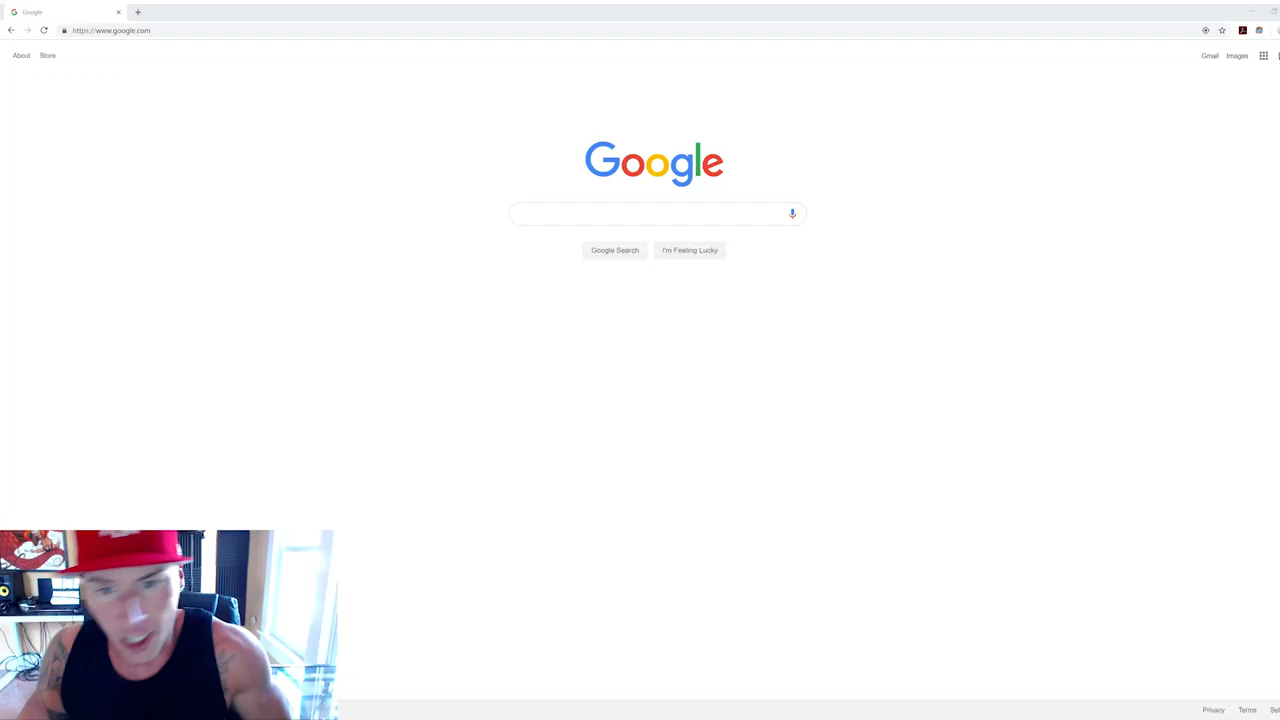 Google
https://www.google.com
About Store
Gmail Images
Google
Google Search I'm Feeling Lucky
Privacy Terms